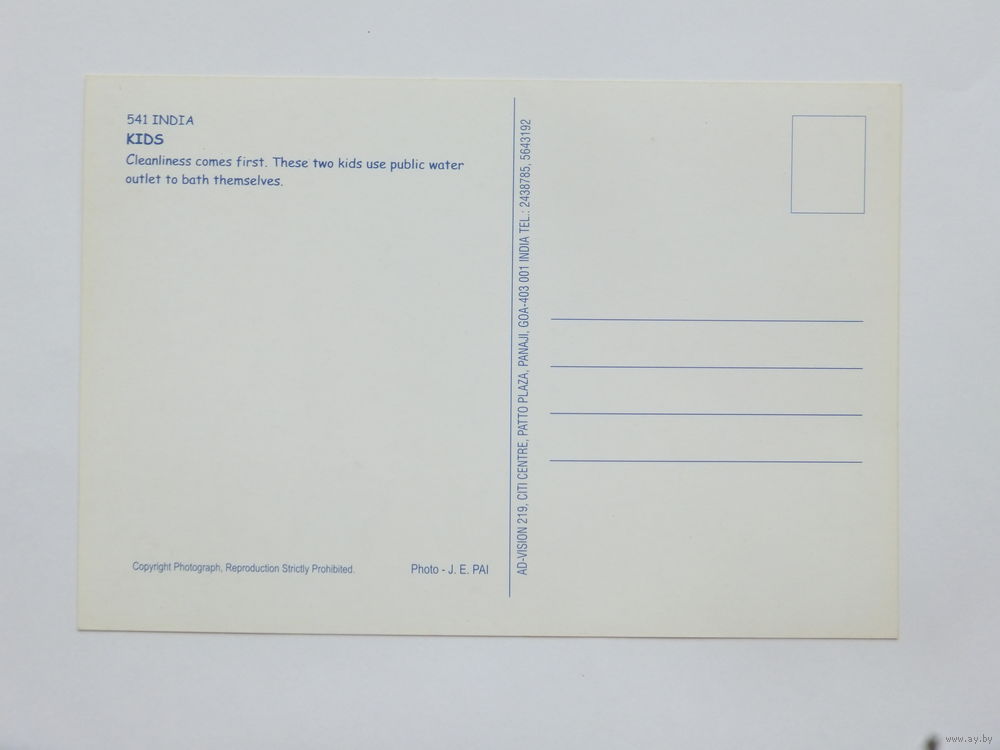 541 INDIA
KIDS
Cleanliness comes first. These two kids use public water
outlet to bath themselves.
Copyright Photograph, Reproduction Strictly Prohibited.
Photo - J. E. PAI
AD-VISION 219, CITI CENTRE, PATTO PLAZA, PANAJI, GOA-403 001 INDIA TEL.: 2438785, 5643192
www.ay.by